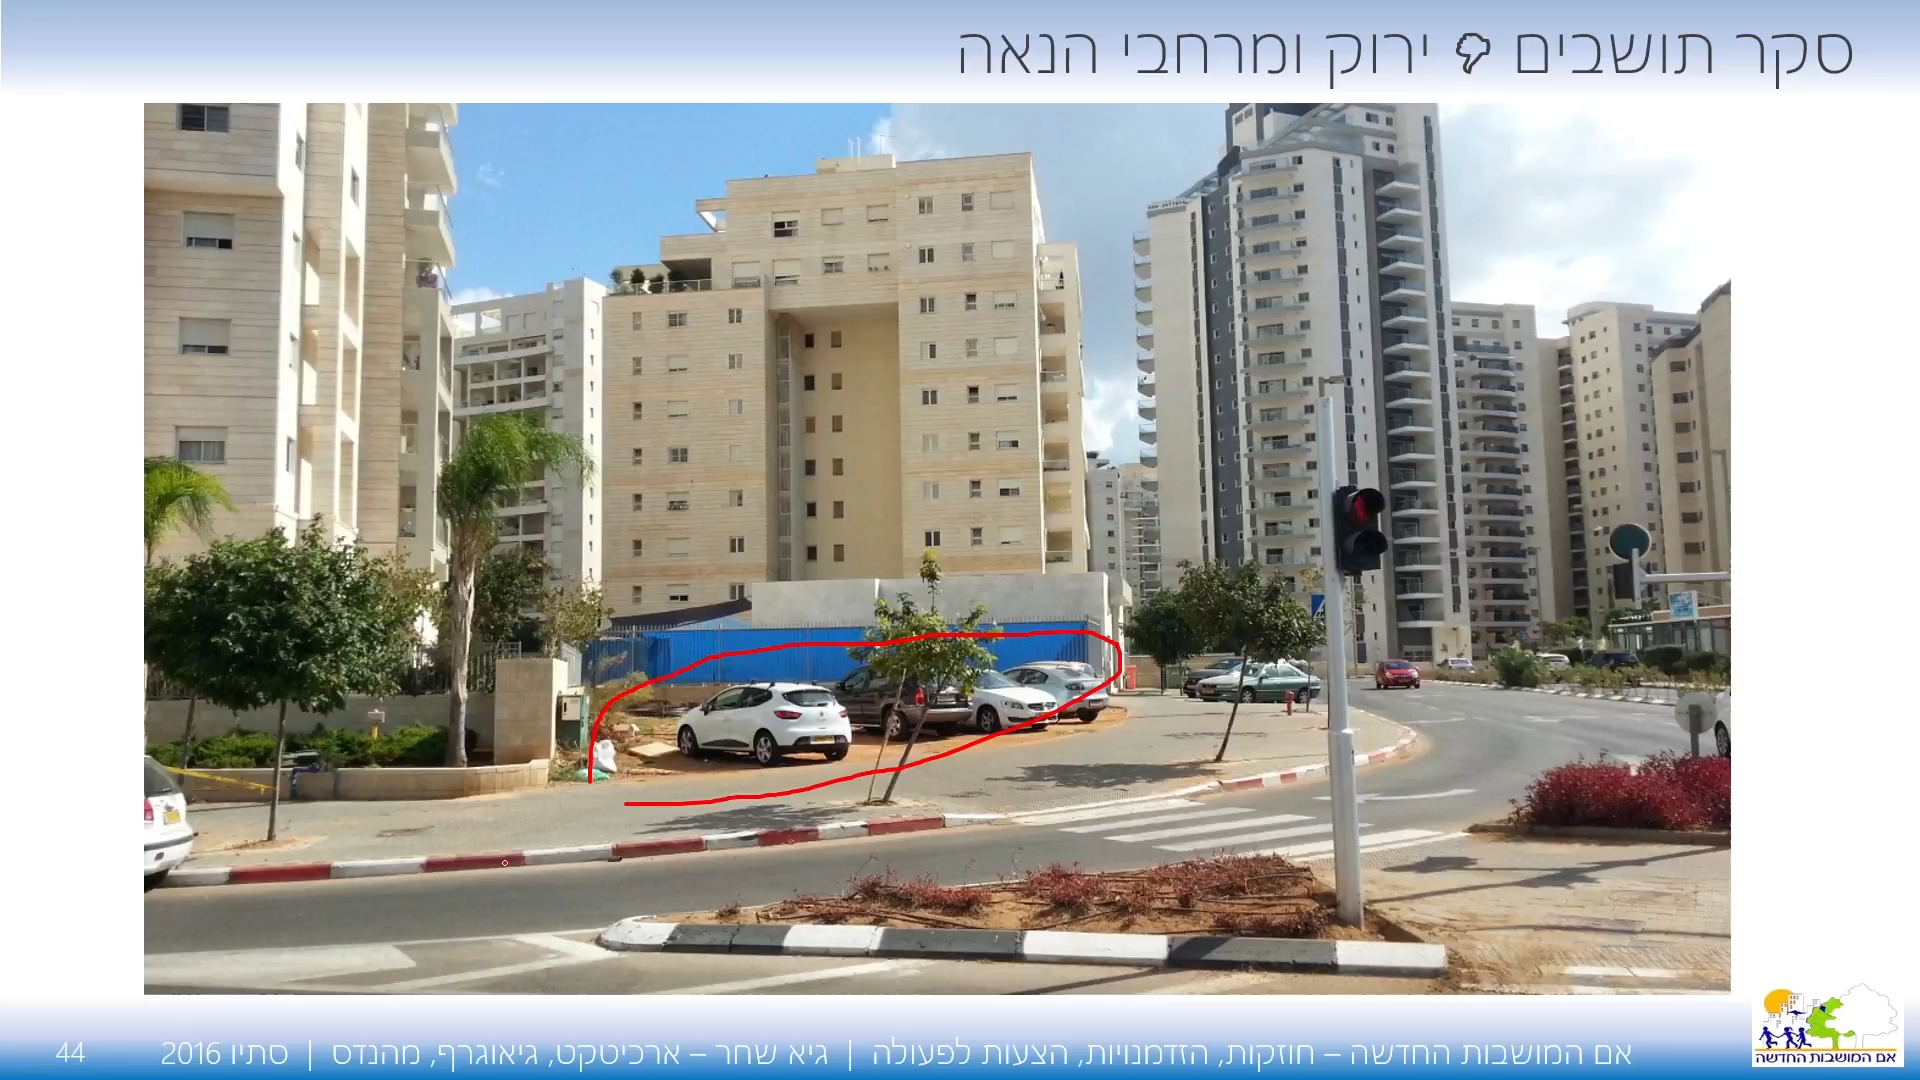 סקר תושבים 👎 ירוק ומרחבי הנאה
אם המושבות החדשה – חוזקות, הזדמנויות, הצעות לפעולה | גיא שחר – ארכיטקט, גיאוגרף, מהנדס | סתיו 2016
44
אם המושבות החדשה